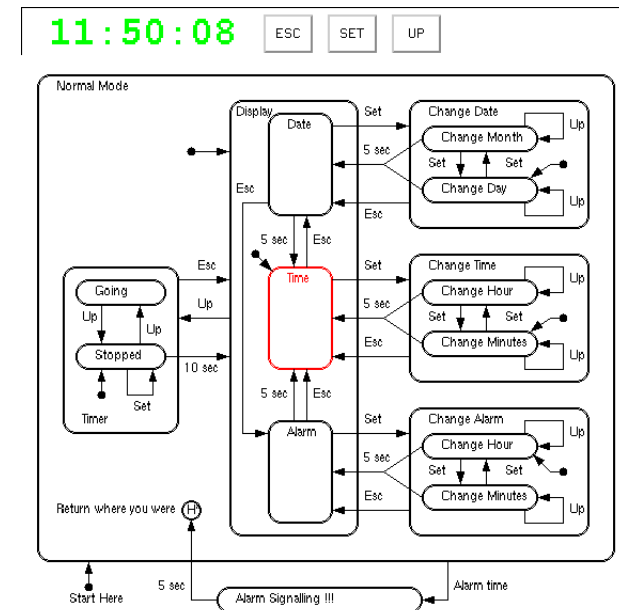 11:50:08 ESC SET UP
Normal Mode
Display
Date
Set
Change Date
Change Month
Up
5 sec
Set
Set
Change Day
Esc
Esc
Up
5 sec
Esc
Time
Set
Change Time
Change Hour
Up
5 sec
Set
Set
Change Minutes
Esc
Up
Esc
Up
Going
Up
Up
Stopped
Set
Timer
10 sec
5 sec
Esc
Alarm
Set
Change Alarm
Change Hour
Up
5 sec
Set
Set
Change Minutes
Esc
Up
Return where you were
H*
Start Here
5 sec
Alarm Signalling !!!
Alarm time